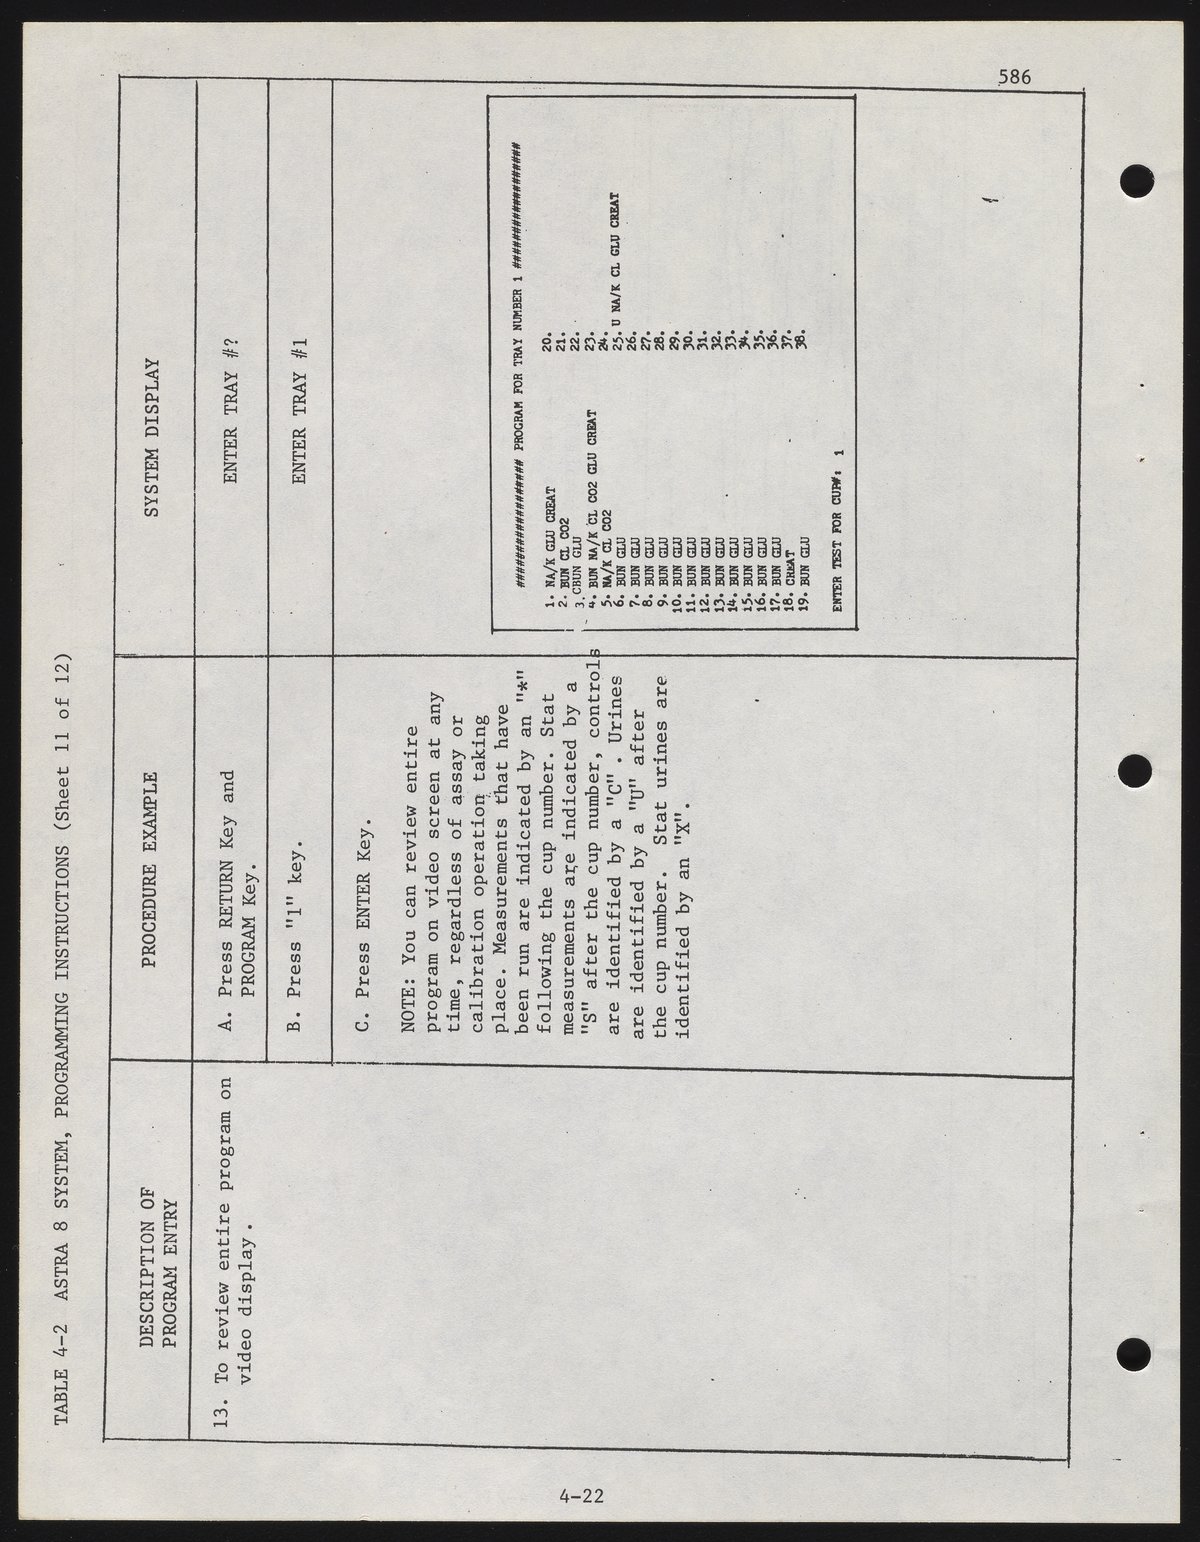 586
TABLE 4-2 ASTRA 8 SYSTEM, PROGRAMMING INSTRUCTIONS (Sheet 11 of 12)
DESCRIPTION OF
PROGRAM ENTRY
PROCEDURE EXAMPLE
SYSTEM DISPLAY
13. To review entire program on
video display.
A. Press RETURN Key and
PROGRAM Key.
ENTER TRAY #?
B. Press "1" key.
ENTER TRAY #1
C. Press ENTER Key.
NOTE: You can review entire
program on video screen at any
time, regardless of assay or
calibration operation taking
place. Measurements that have
been run are indicated by an "*"
following the cup number. Stat
measurements are indicated by a
"S" after the cup number, controls
are identified by a "C". Urines
are identified by a "U" after
the cup number. Stat urines are
identified by an "X".
################## PROGRAM FOR TRAY NUMBER 1 ##################
1. NA/K GLU CREAT
2. BUN CL CO2
3. CBUN GLU
4. BUN NA/K CL CO2 GLU CREAT
5. NA/K CL CO2
6. BUN GLU
7. BUN GLU
8. BUN GLU
9. BUN GLU
10. BUN GLU
11. BUN GLU
12. BUN GLU
13. BUN GLU
14. BUN GLU
15. BUN GLU
16. BUN GLU
17. BUN GLU
18. CREAT
19. BUN GLU
20.
21.
22.
23.
24.
25. U NA/K CL GLU CREAT
26.
27.
28.
29.
30.
31.
32.
33.
34.
35.
36.
37.
38.
ENTER TEST FOR CUP#: 1
4-22